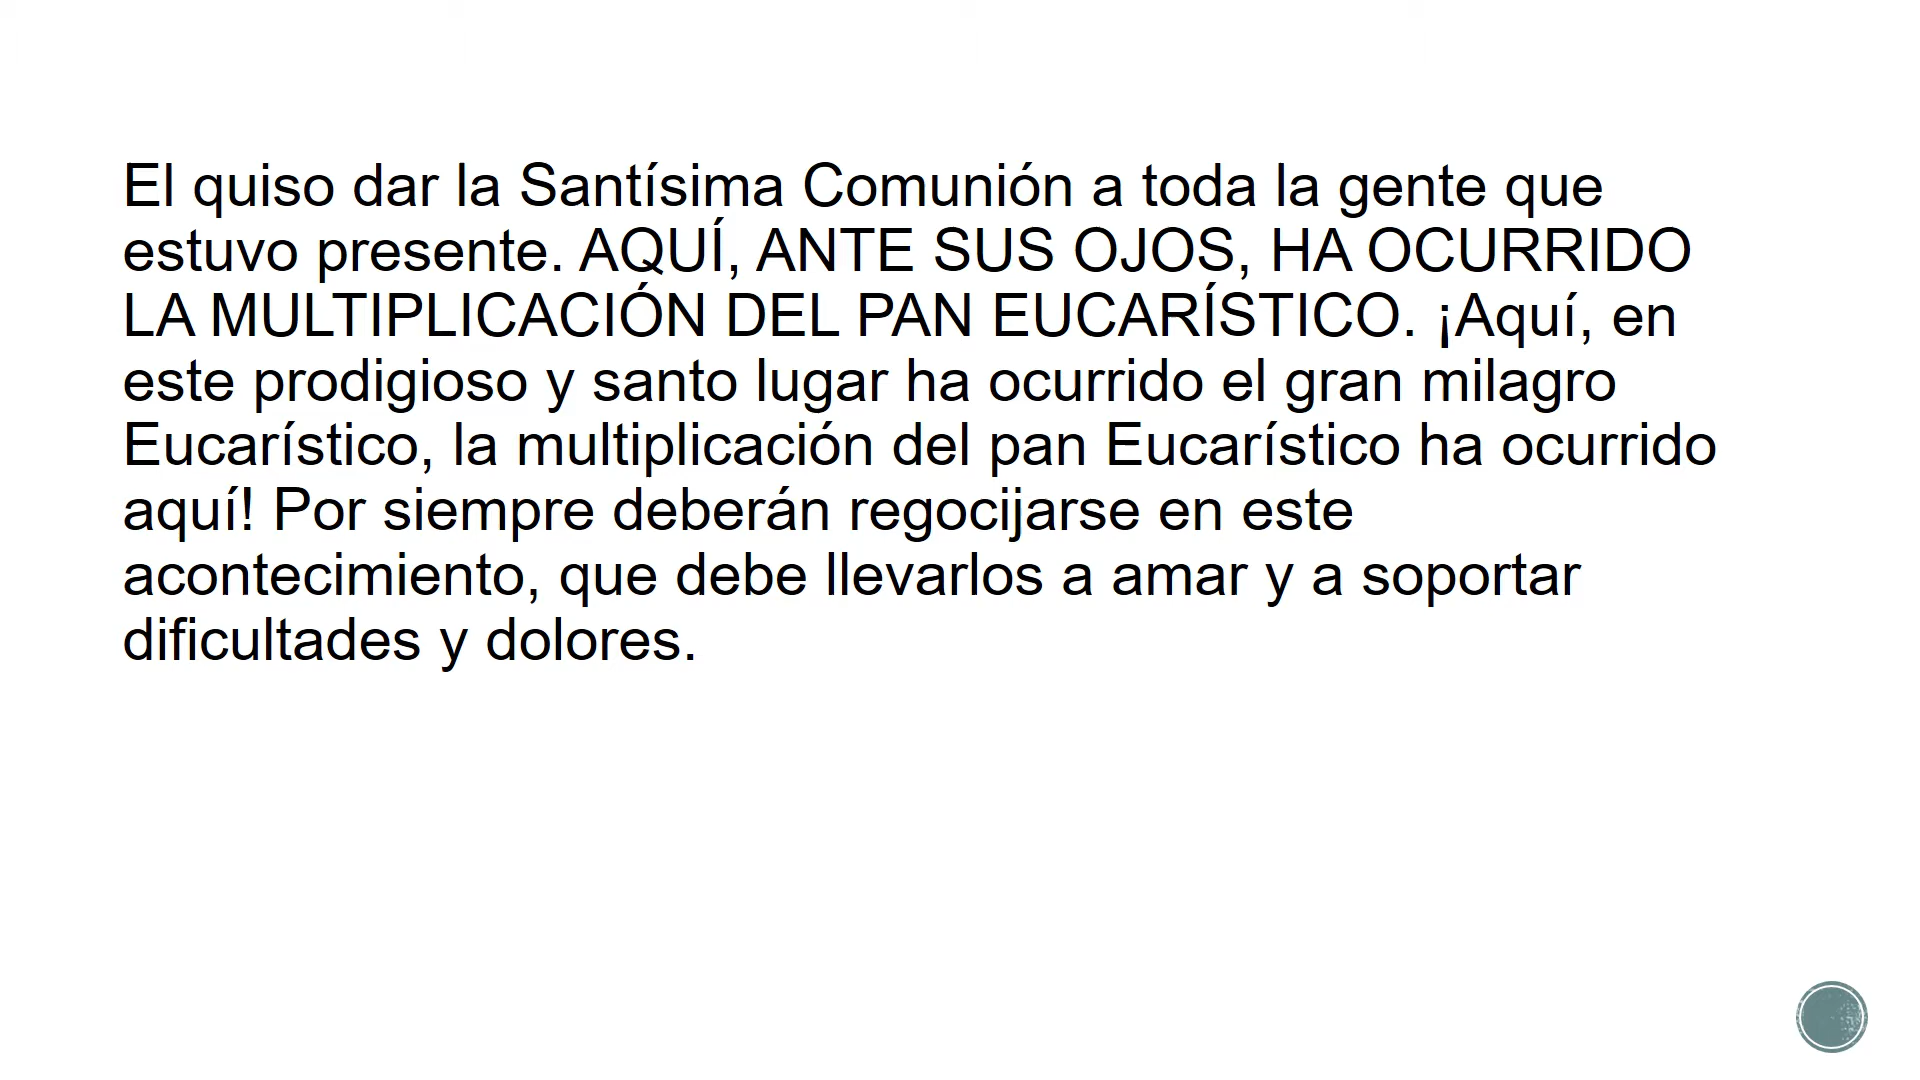 El quiso dar la Santísima Comunión a toda la gente que
estuvo presente. AQUÍ, ANTE SUS OJOS, HA OCURRIDO
LA MULTIPLICACIÓN DEL PAN EUCARÍSTICO. ¡Aquí, en
este prodigioso y santo lugar ha ocurrido el gran milagro
Eucarístico, la multiplicación del pan Eucarístico ha ocurrido
aquí! Por siempre deberán regocijarse en este
acontecimiento, que debe llevarlos a amar y a soportar
dificultades y dolores.